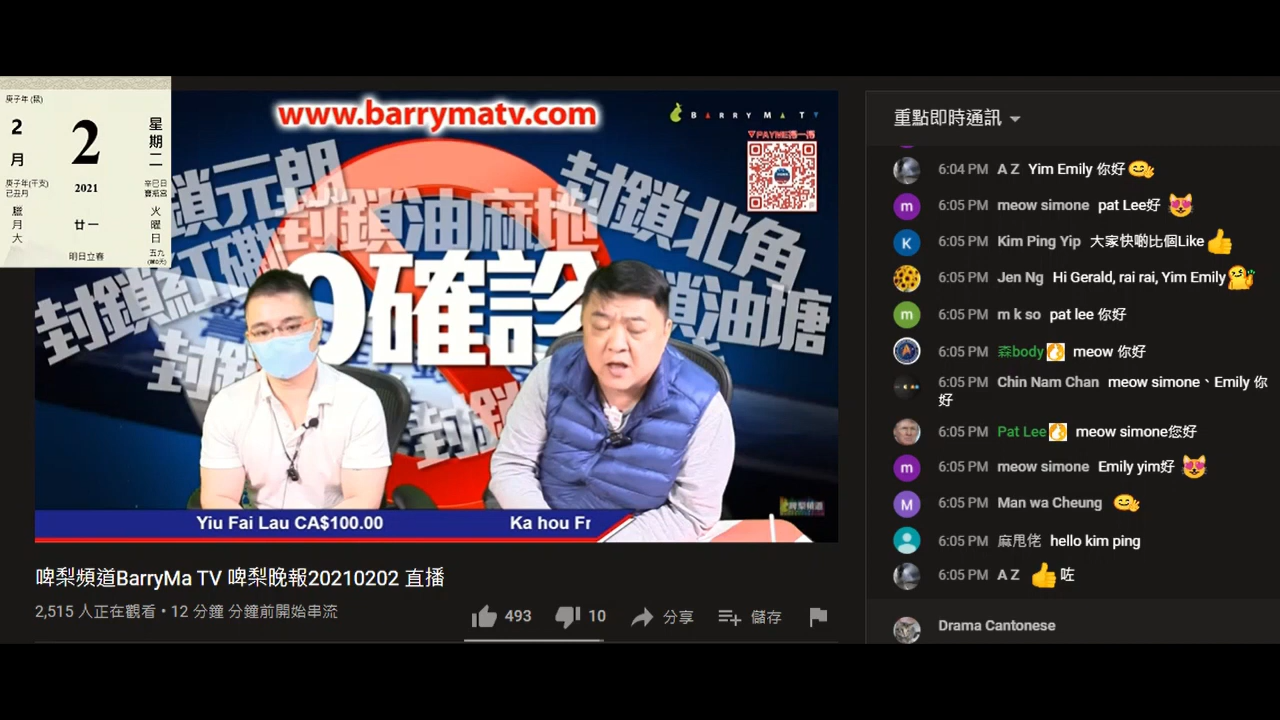 庚子年 (鼠)
2
月
2
星期二
庚子年(干支)
己丑月
2021
辛巳日
臘月大
廿一
火曜日
明日立春
五九
www.barrymatv.com
BARRYMATV
PAYME
鎖元朗
封鎖油麻地
封鎖北角
封鎖紅磡
0確診
鎖油塘
封鎖
封鎖
Yiu Fai Lau CA$100.00
Ka hou Fr
啤梨頻道
啤梨頻道BarryMa TV 啤梨晚報20210202 直播
2,515 人正在觀看 • 12 分鐘 分鐘前開始串流
493
10
分享
儲存
重點即時通訊
6:04 PM A Z Yim Emily 你好
6:05 PM meow simone pat Lee好
6:05 PM Kim Ping Yip 大家快啲比個Like
6:05 PM Jen Ng Hi Gerald, rai rai, Yim Emily
6:05 PM m k so pat lee 你好
6:05 PM 森body meow 你好
6:05 PM Chin Nam Chan meow simone、Emily 你
好
6:05 PM Pat Lee meow simone您好
6:05 PM meow simone Emily yim好
6:05 PM Man wa Cheung
6:05 PM 麻甩佬 hello kim ping
6:05 PM A Z 咗
Drama Cantonese